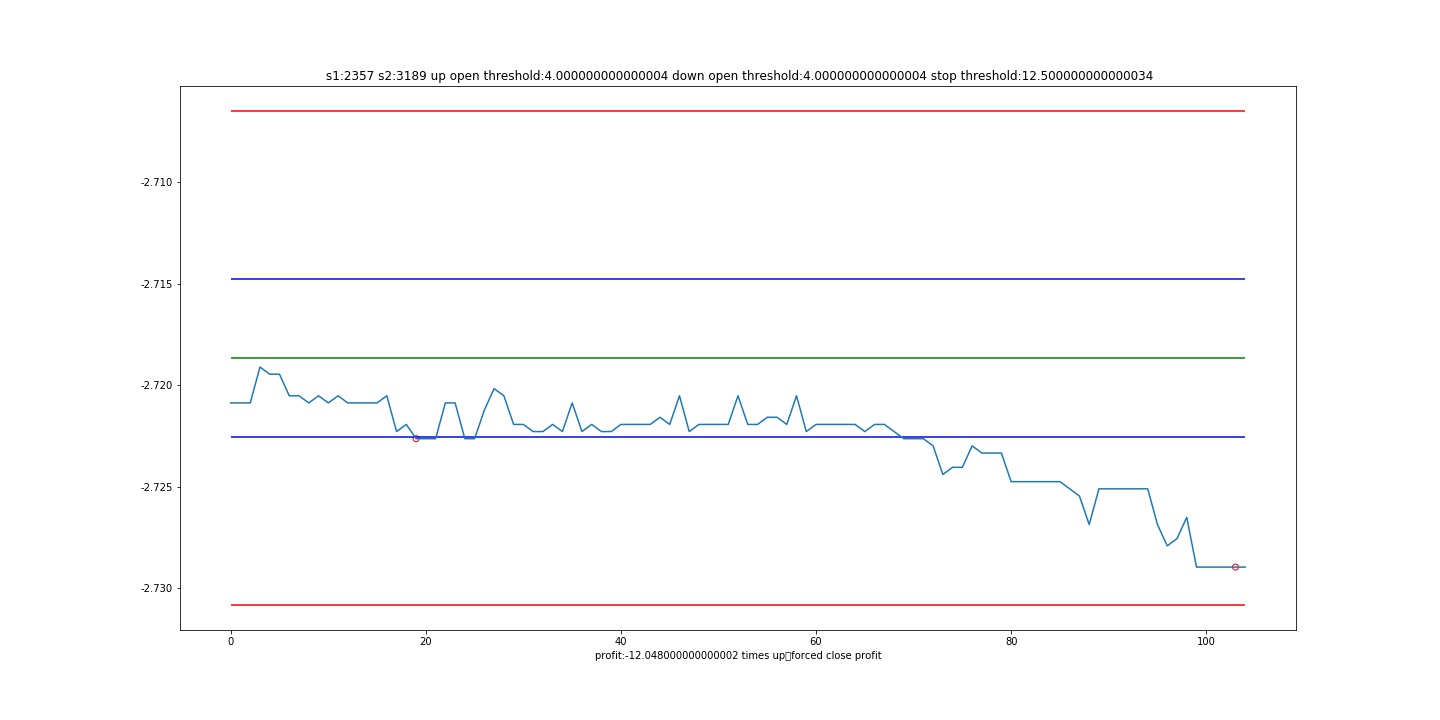 s1:2357 s2:3189 up open threshold:4.000000000000004 down open threshold:4.000000000000004 stop threshold:12.500000000000034
-2.710
-2.715
-2.720
-2.725
-2.730
0 20 40 60 80 100
profit:-12.048000000000002 times up▯forced close profit